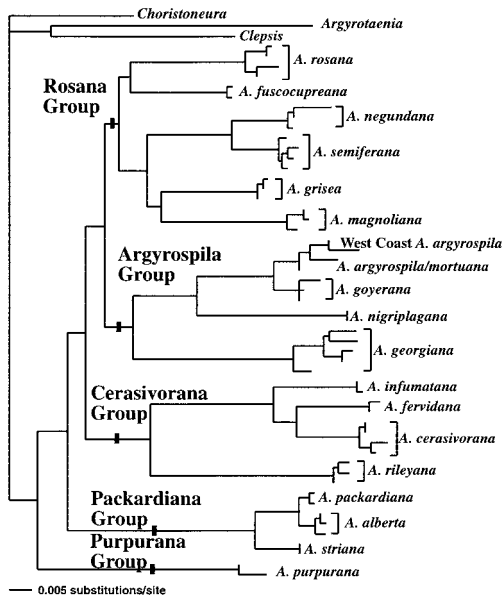 Choristoneura
Argyrotaenia
Clepsis
A. rosana
Rosana
Group
A. fuscocupreana
A. negundana
A. semiferana
A. grisea
A. magnoliana
Argyrospila
Group
West Coast A. argyrospila
A. argyrospila/mortuana
A. goyerana
A. nigriplagana
A. georgiana
Cerasivorana
Group
A. infumatana
A. fervidana
A. cerasivorana
A. rileyana
Packardiana
Group
A. packardiana
A. alberta
Purpurana
Group
A. striana
A. purpurana
0.005 substitutions/site